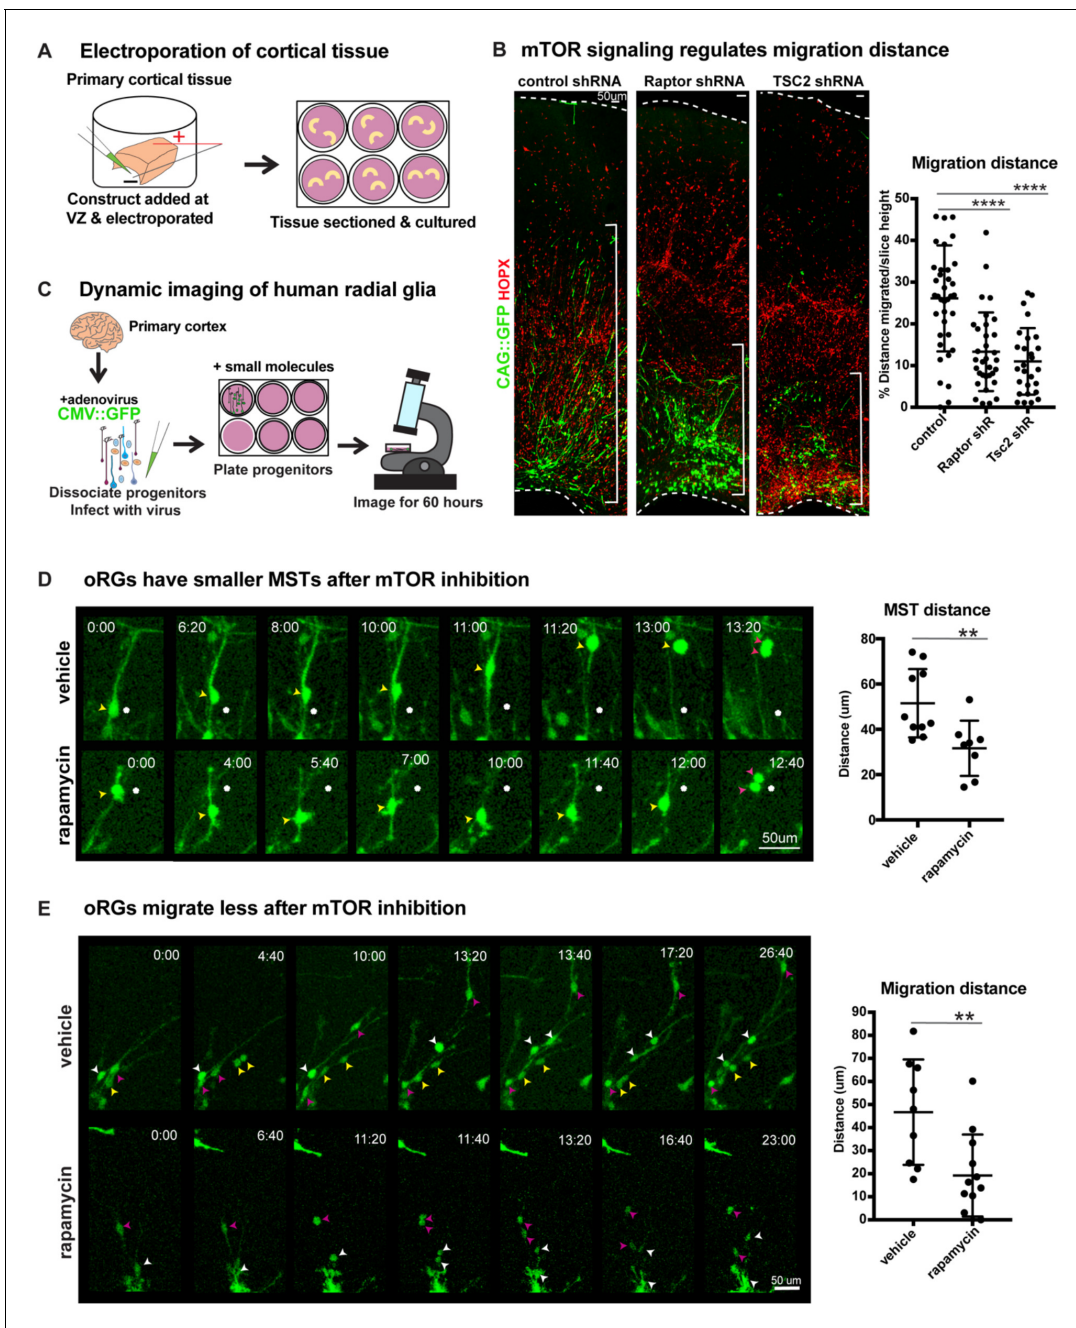 A Electroporation of cortical tissue
Primary cortical tissue
+
−
Construct added at
VZ & electroporated
Tissue sectioned & cultured
B mTOR signaling regulates migration distance
control shRNA
Raptor shRNA
TSC2 shRNA
50um
CAG::GFP HOPX
Migration distance
****
****
% Distance migrated/slice height
50
40
30
20
10
0
control
Raptor shR
Tsc2 shR
C Dynamic imaging of human radial glia
Primary cortex
+adenovirus
CMV::GFP
Dissociate progenitors
Infect with virus
+ small molecules
Plate progenitors
Image for 60 hours
D oRGs have smaller MSTs after mTOR inhibition
vehicle
0:00 6:20 8:00 10:00 11:00 11:20 13:00 13:20
rapamycin
0:00 4:00 5:40 7:00 10:00 11:40 12:00 12:40
50um
MST distance
**
Distance (um)
80
60
40
20
0
vehicle
rapamycin
E oRGs migrate less after mTOR inhibition
vehicle
0:00 4:40 10:00 13:20 13:40 17:20 26:40
rapamycin
0:00 6:40 11:20 11:40 13:20 16:40 23:00
50 um
Migration distance
**
Distance (um)
90
80
70
60
50
40
30
20
10
0
vehicle
rapamycin